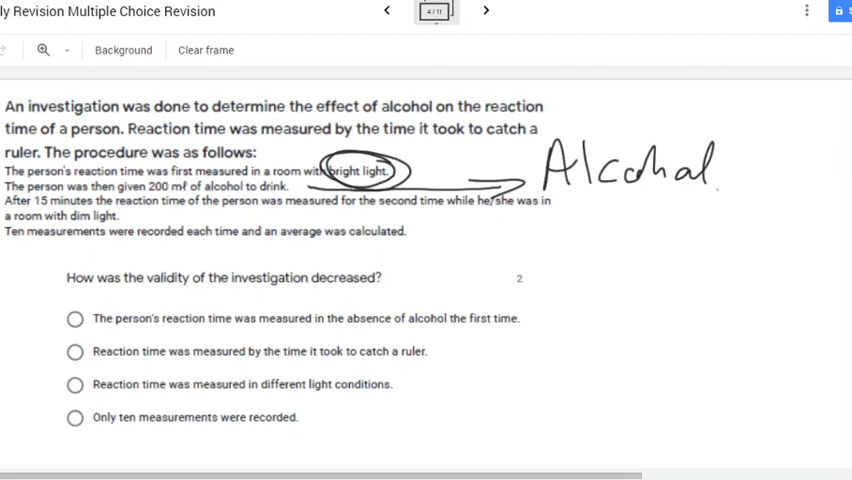 ly Revision Multiple Choice Revision
4 / 11
Background
Clear frame
An investigation was done to determine the effect of alcohol on the reaction
time of a person. Reaction time was measured by the time it took to catch a
ruler. The procedure was as follows:
The person's reaction time was first measured in a room with bright light.
Alcohal
The person was then given 200 mℓ of alcohol to drink.
After 15 minutes the reaction time of the person was measured for the second time while he/she was in
a room with dim light.
Ten measurements were recorded each time and an average was calculated.
How was the validity of the investigation decreased? 2
The person's reaction time was measured in the absence of alcohol the first time.
Reaction time was measured by the time it took to catch a ruler.
Reaction time was measured in different light conditions.
Only ten measurements were recorded.